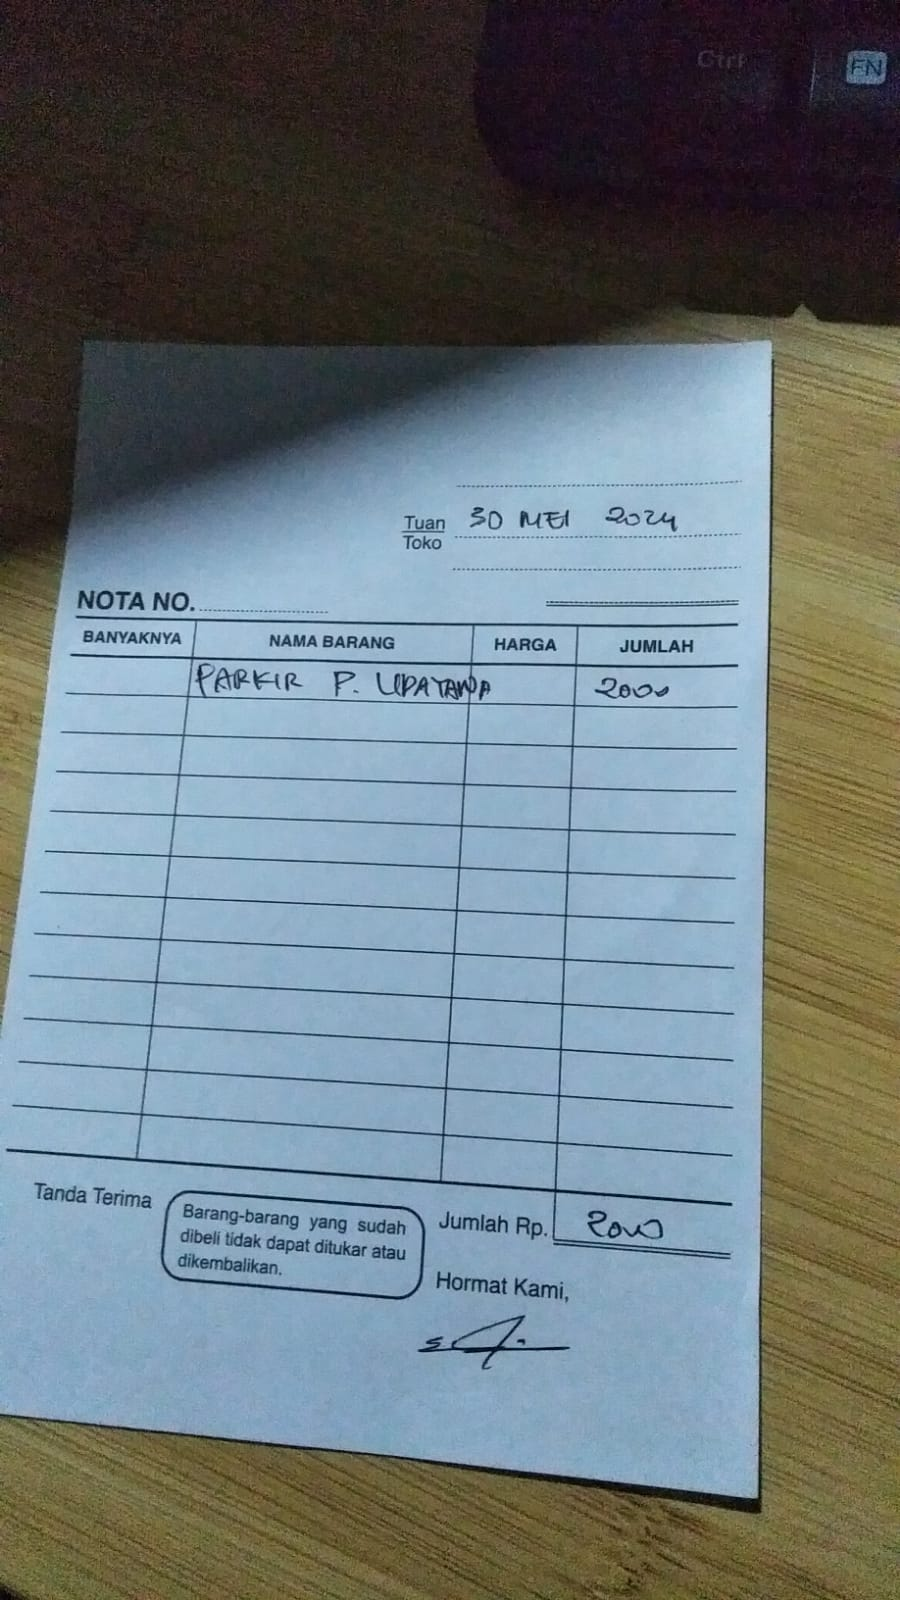 Ctrl
FN
Tuan 30 MEI 2024
Toko
NOTA NO.
BANYAKNYA NAMA BARANG HARGA JUMLAH
PARKIR P. UDAYANA 2000
Tanda Terima
Barang-barang yang sudah
dibeli tidak dapat ditukar atau
dikembalikan.
Jumlah Rp. 2000
Hormat Kami,